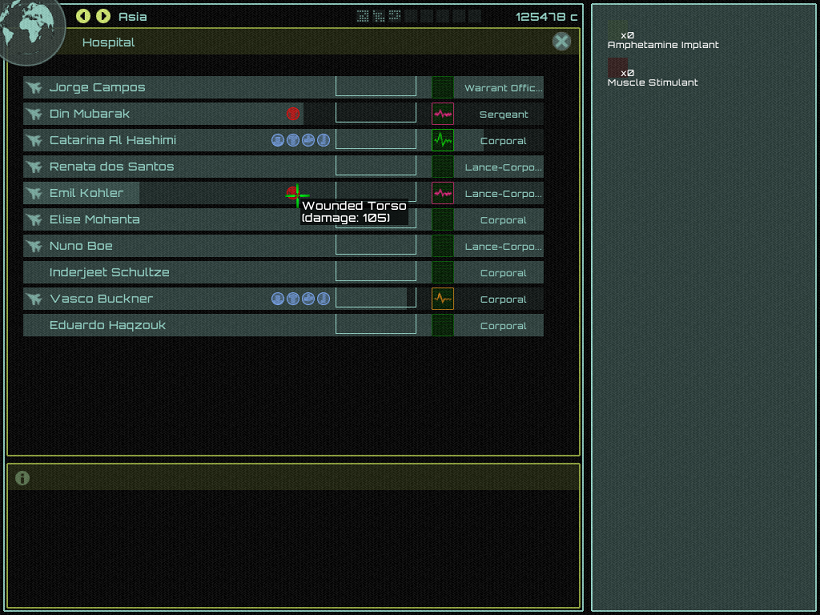 Asia
125478 c
Hospital
Jorge Campos
Warrant Offic...
Din Mubarak
Sergeant
Catarina Al Hashimi
Corporal
Renata dos Santos
Lance-Corpo...
Emil Kohler
Lance-Corpo...
Wounded Torso
(damage: 105)
Elise Mohanta
Corporal
Nuno Boe
Lance-Corpo...
Inderjeet Schultze
Corporal
Vasco Buckner
Corporal
Eduardo Haqzouk
Corporal
x0
Amphetamine Implant
x0
Muscle Stimulant